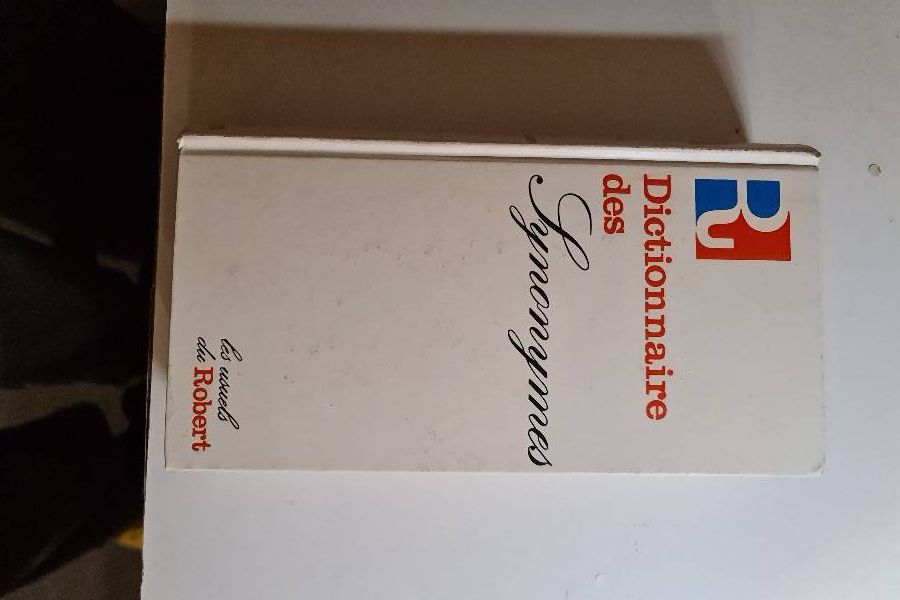 R
Dictionnaire
des
Synonymes
les usuels
du Robert